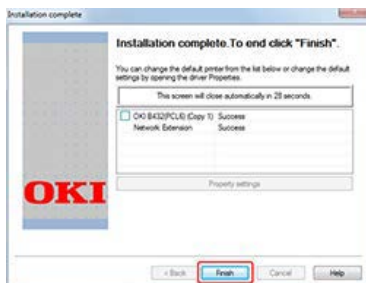 Installation complete
Installation complete.To end click "Finish".
You can change the default printer from the list below or change the default
settings by opening the driver Properties.
This screen will close automatically in 28 seconds.
OKI B432(PCL6) (Copy 1) Success
Network Extension Success
OKI
Property settings
< Back Finish Cancel Help